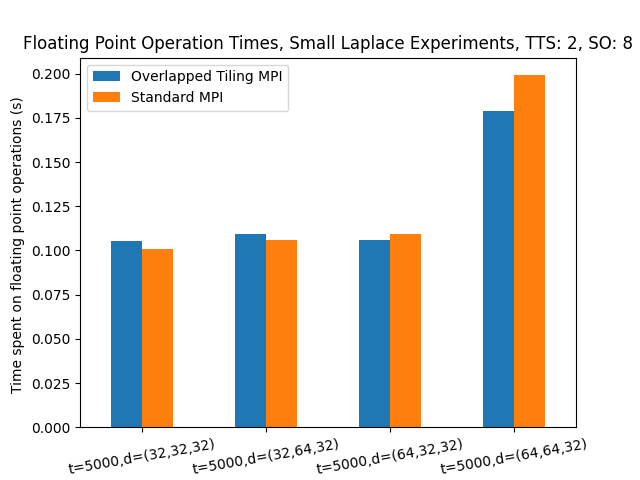 Floating Point Operation Times, Small Laplace Experiments, TTS: 2, SO: 8
Overlapped Tiling MPI
Standard MPI
Time spent on floating point operations (s)
0.200
0.175
0.150
0.125
0.100
0.075
0.050
0.025
0.000
t=5000,d=(32,32,32)
t=5000,d=(32,64,32)
t=5000,d=(64,32,32)
t=5000,d=(64,64,32)